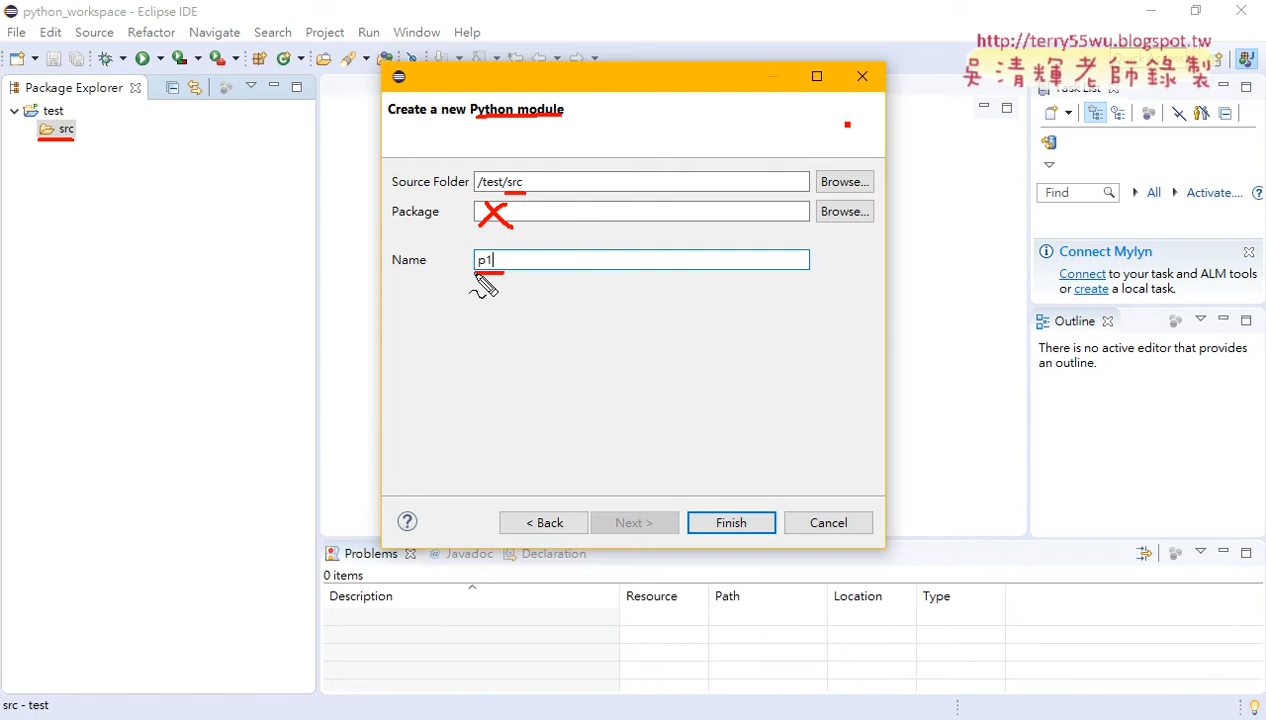 python_workspace - Eclipse IDE
File Edit Source Refactor Navigate Search Project Run Window Help
http://terry55wu.blogspot.tw
吳清輝老師錄製
Package Explorer
test
src
Create a new Python module
Source Folder /test/src Browse...
Package Browse...
Name p1
< Back Next > Finish Cancel
Task List
Find All Activate...
Connect Mylyn
Connect to your task and ALM tools
or create a local task.
Outline
There is no active editor that provides
an outline.
Problems Javadoc Declaration
0 items
Description Resource Path Location Type
src - test